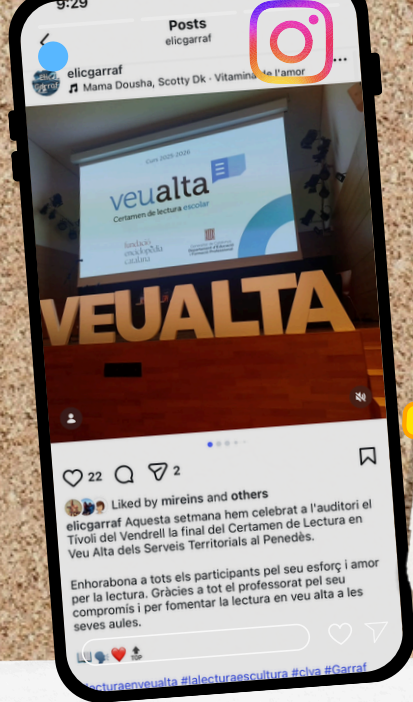 9:29
Posts
elicgarraf
elicgarraf
Mama Dousha, Scotty Dk · Vitamina de l'amor
Curs 2025-2026
veualta
Certamen de lectura escolar
fundació
enciclopèdia
catalana
VEUALTA
22
2
Liked by mireins and others
elicgarraf Aquesta setmana hem celebrat a l'auditori el
Tívoli del Vendrell la final del Certamen de Lectura en
Veu Alta dels Serveis Territorials al Penedès.
Enhorabona a tots els participants pel seu esforç i amor
per la lectura. Gràcies a tot el professorat pel seu
compromís i per fomentar la lectura en veu alta a les
seves aules.
TOP
#lalecturaescultura #clva #Garraf